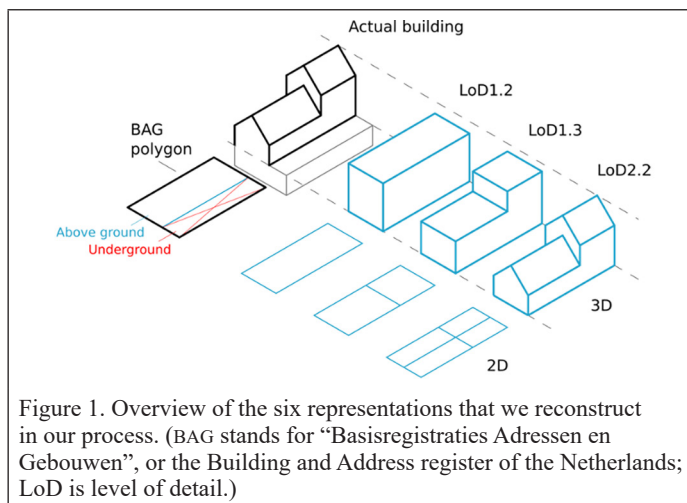 Actual building
LoD1.2
LoD1.3
LoD2.2
BAG
polygon
Above ground
Underground
3D
2D
Figure 1. Overview of the six representations that we reconstruct
in our process. (BAG stands for “Basisregistraties Adressen en
Gebouwen”, or the Building and Address register of the Netherlands;
LoD is level of detail.)